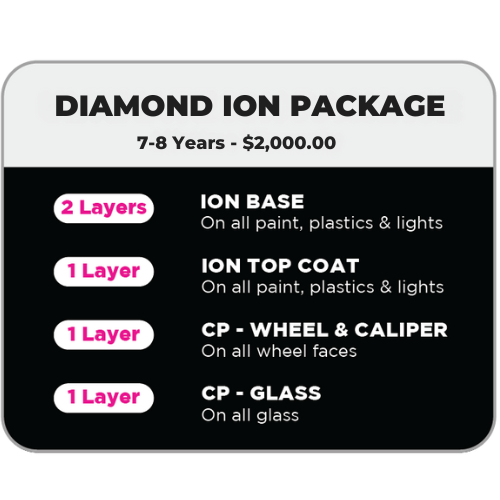 DIAMOND ION PACKAGE
7-8 Years - $2,000.00
2 Layers
ION BASE
On all paint, plastics & lights
1 Layer
ION TOP COAT
On all paint, plastics & lights
1 Layer
CP - WHEEL & CALIPER
On all wheel faces
1 Layer
CP - GLASS
On all glass